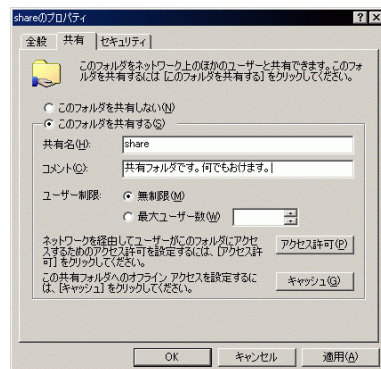 shareのプロパティ
全般
共有
セキュリティ
このフォルダをネットワーク上のほかのユーザーと共有できます。このフォ
ルダを共有するには [このフォルダを共有する] をクリックしてください。
このフォルダを共有しない(N)
このフォルダを共有する(S)
共有名(H):
share
コメント(C):
共有フォルダです。何でもおけます。
ユーザー制限:
無制限(M)
最大ユーザー数(W)
ネットワークを経由してユーザーがこのフォルダにアクセ
スするためのアクセス許可を設定するには、[アクセス許
可] をクリックしてください。
アクセス許可(P)
この共有フォルダへのオフライン アクセスを設定するに
は、[キャッシュ] をクリックしてください。
キャッシュ(G)
OK
キャンセル
適用(A)